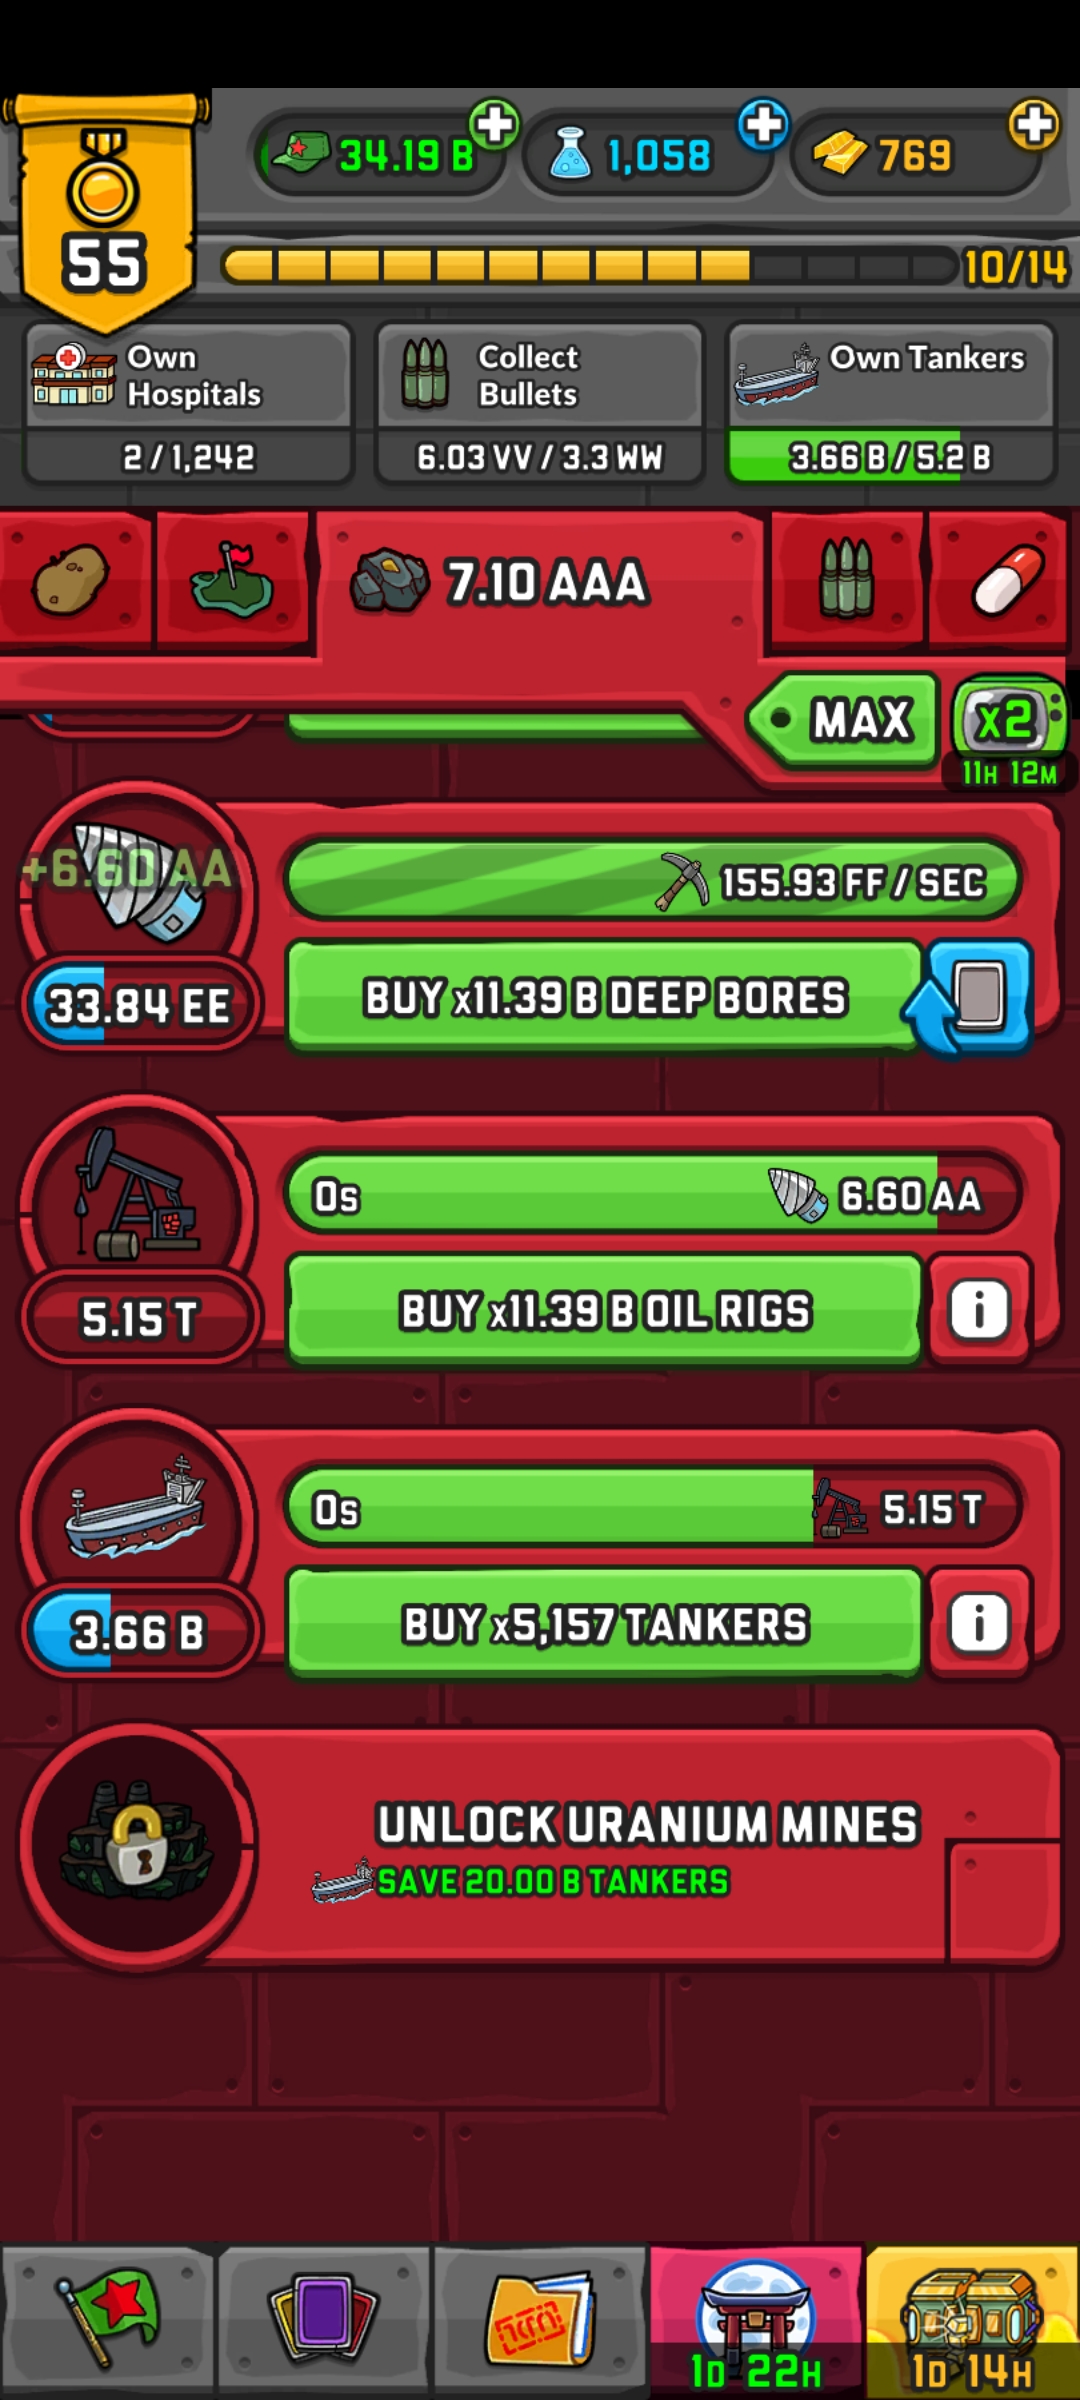 34.19 B
1,058
769
55
10/14
Own
Hospitals
2 / 1,242
Collect
Bullets
6.03 VV / 3.3 WW
Own Tankers
3.66 B / 5.2 B
7.10 AAA
MAX
x2
11H 12M
+6.60 AA
155.93 FF / SEC
33.84 EE
BUY x11.39 B DEEP BORES
0s
6.60 AA
5.15 T
BUY x11.39 B OIL RIGS
i
0s
5.15 T
3.66 B
BUY x5,157 TANKERS
i
UNLOCK URANIUM MINES
SAVE 20.00 B TANKERS
1D 22H
1D 14H